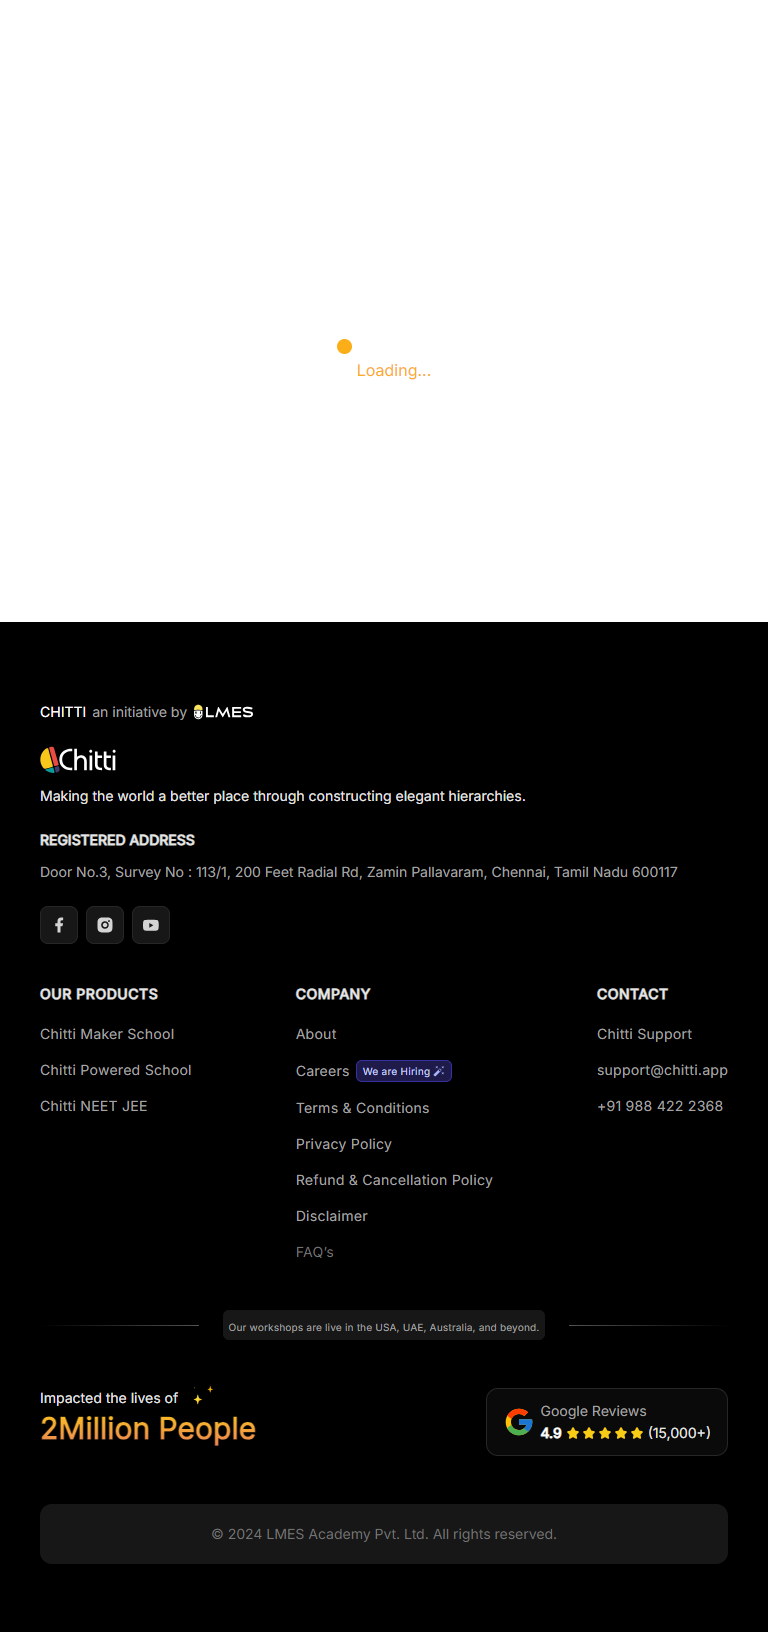 Loading...
CHITTI an initiative by LMES
Chitti
Making the world a better place through constructing elegant hierarchies.
REGISTERED ADDRESS
Door No.3, Survey No : 113/1, 200 Feet Radial Rd, Zamin Pallavaram, Chennai, Tamil Nadu 600117
OUR PRODUCTS
Chitti Maker School
Chitti Powered School
Chitti NEET JEE
COMPANY
About
Careers We are Hiring
Terms & Conditions
Privacy Policy
Refund & Cancellation Policy
Disclaimer
FAQ’s
CONTACT
Chitti Support
support@chitti.app
+91 988 422 2368
Our workshops are live in the USA, UAE, Australia, and beyond.
Impacted the lives of
2Million People
Google Reviews
4.9 (15,000+)
© 2024 LMES Academy Pvt. Ltd. All rights reserved.